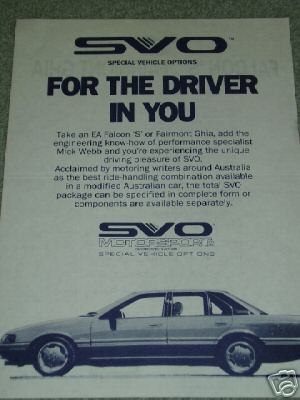 SVO™
SPECIAL VEHICLE OPTIONS
FOR THE DRIVER
IN YOU
Take an EA Falcon 'S' or Fairmont Ghia, add the
engineering know-how of performance specialist
Mick Webb and you're experiencing the unique
driving pleasure of SVO.
Acclaimed by motoring writers around Australia
as the best ride-handling combination available
in a modified Australian car, the total SVO
package can be specified in complete form or
components are available separately.
SVO
MOTORSPORT
SPECIAL VEHICLE OPTIONS